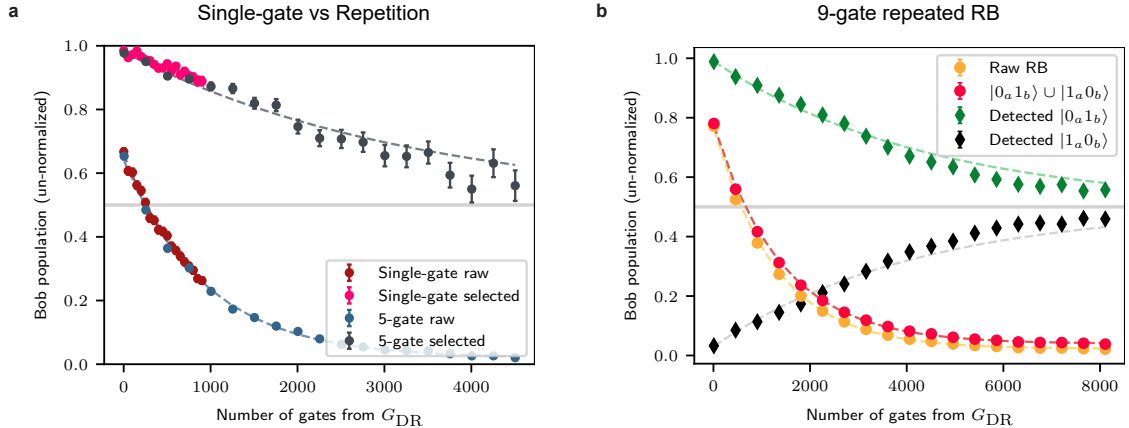 a
Single-gate vs Repetition
Bob population (un-normalized)
1.0
0.8
0.6
0.4
0.2
0.0
Single-gate raw
Single-gate selected
5-gate raw
5-gate selected
0
1000
2000
3000
4000
Number of gates from G_DR
b
9-gate repeated RB
Bob population (un-normalized)
1.0
0.8
0.6
0.4
0.2
0.0
Raw RB
|0ₐ1_b⟩ ∪ |1ₐ0_b⟩
Detected |0ₐ1_b⟩
Detected |1ₐ0_b⟩
0
2000
4000
6000
8000
Number of gates from G_DR